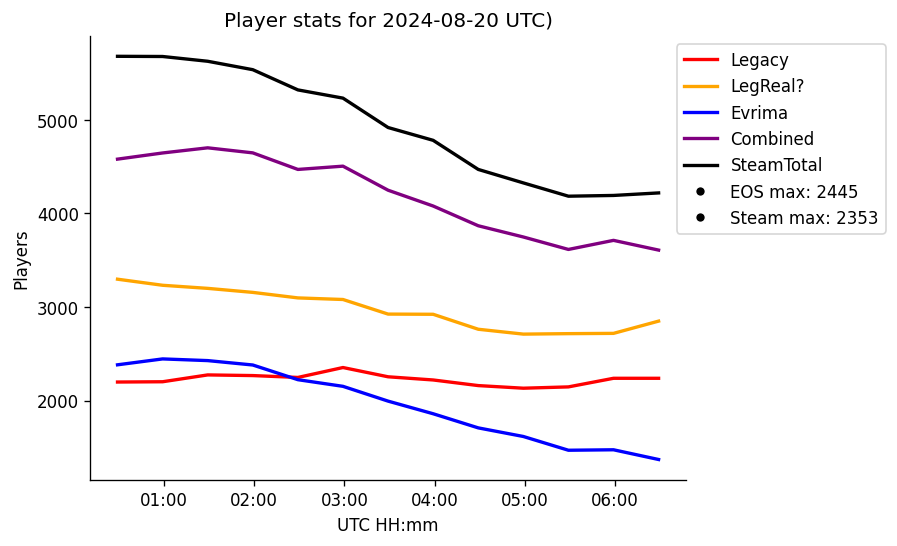 Player stats for 2024-08-20 UTC)
Legacy
LegReal?
Evrima
Combined
SteamTotal
EOS max: 2445
Steam max: 2353
Players
5000
4000
3000
2000
01:00 02:00 03:00 04:00 05:00 06:00
UTC HH:mm